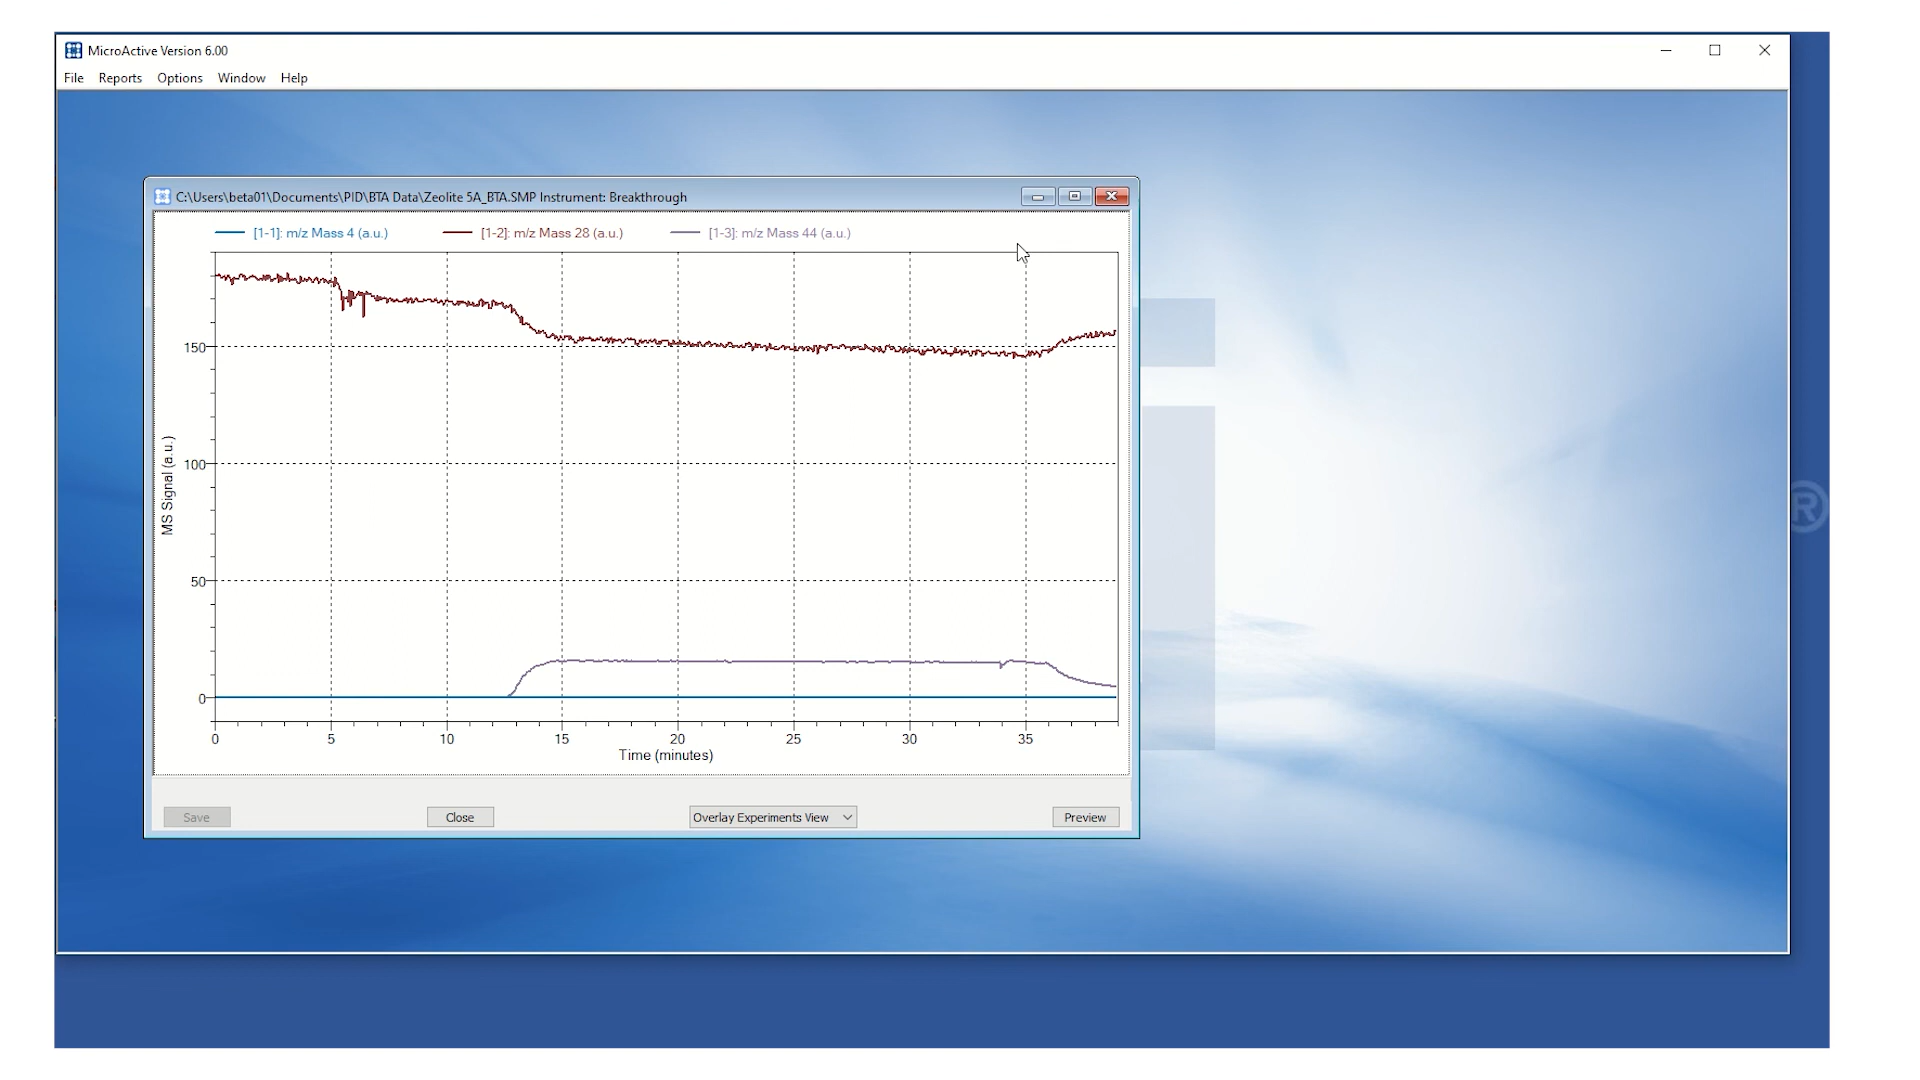 MicroActive Version 6.00
File Reports Options Window Help
C:\Users\beta01\Documents\PID\BTA Data\Zeolite 5A_BTA.SMP Instrument: Breakthrough
[1-1]: m/z Mass 4 (a.u.) [1-2]: m/z Mass 28 (a.u.) [1-3]: m/z Mass 44 (a.u.)
MS Signal (a.u.)
150
100
50
0
0 5 10 15 20 25 30 35
Time (minutes)
Save Close Overlay Experiments View Preview
®